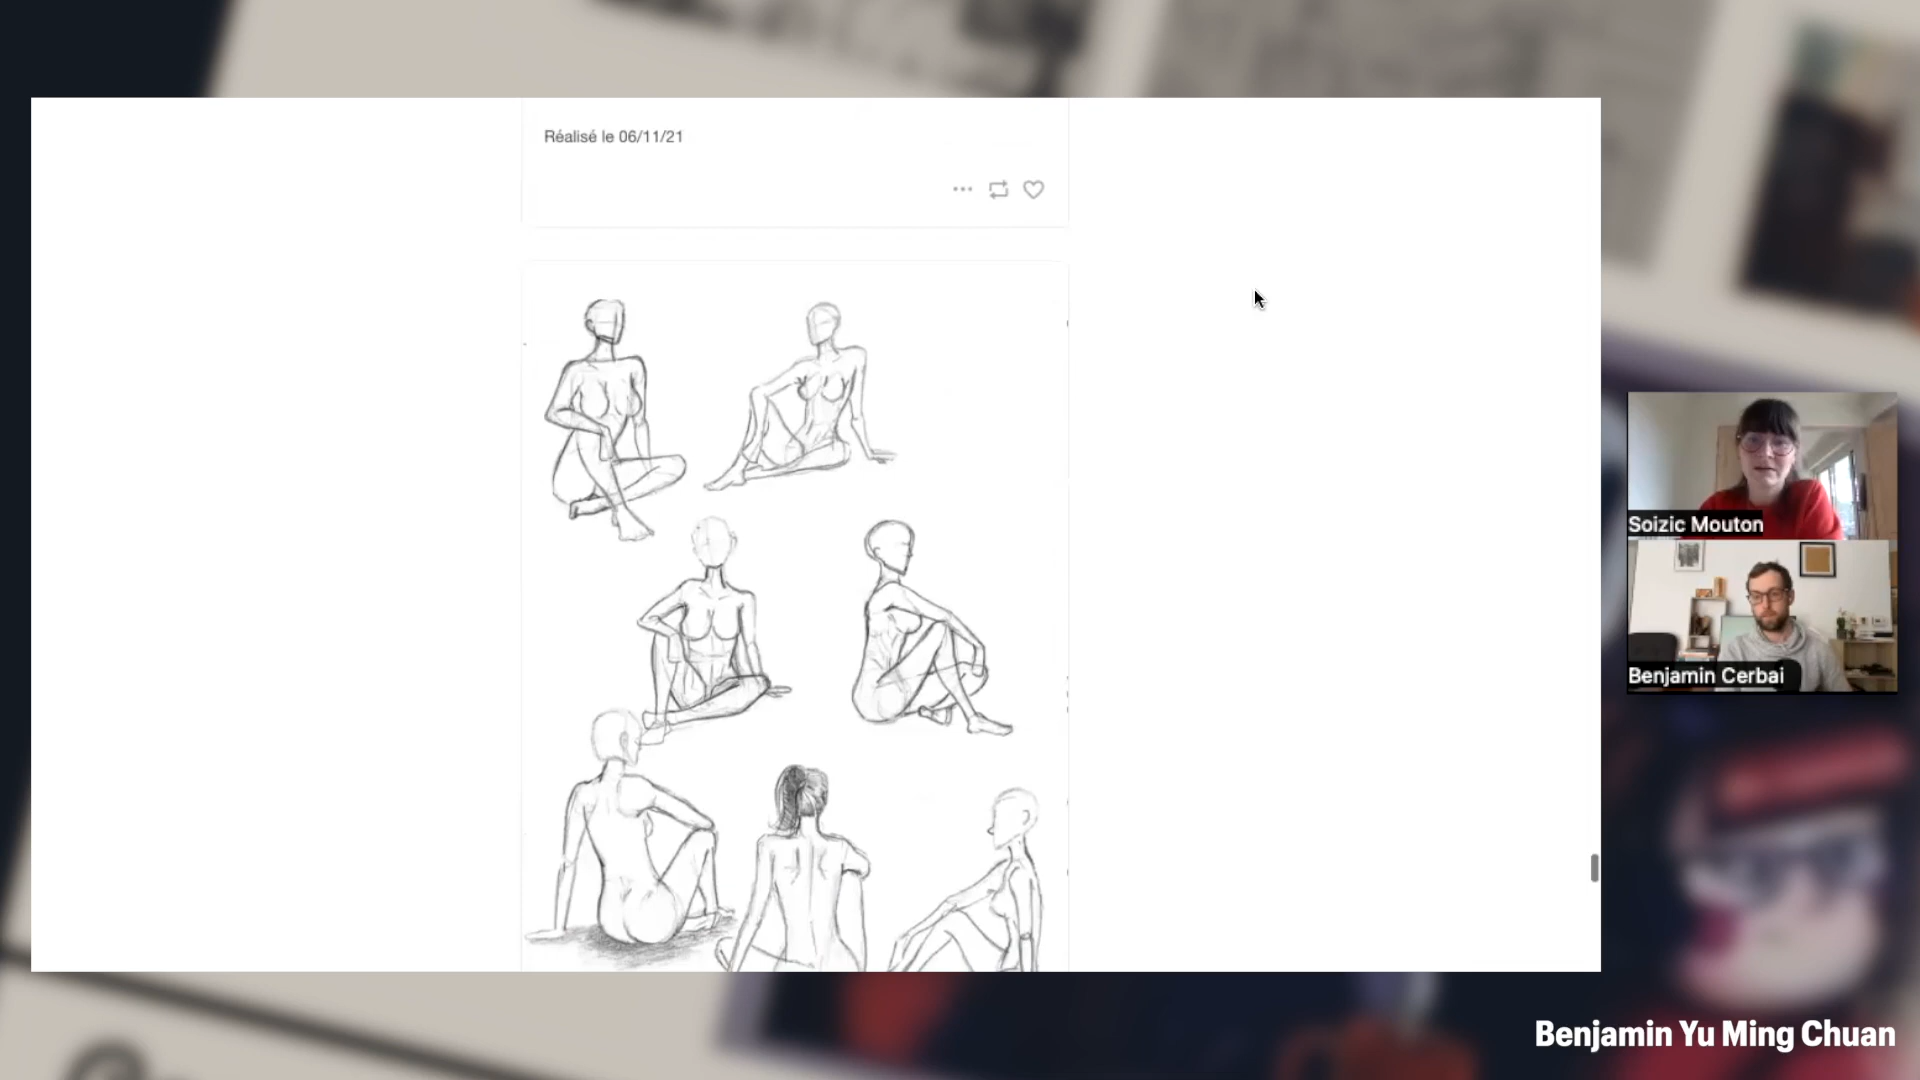 Réalisé le 06/11/21
Soizic Mouton
Benjamin Cerbai
Benjamin Yu Ming Chuan